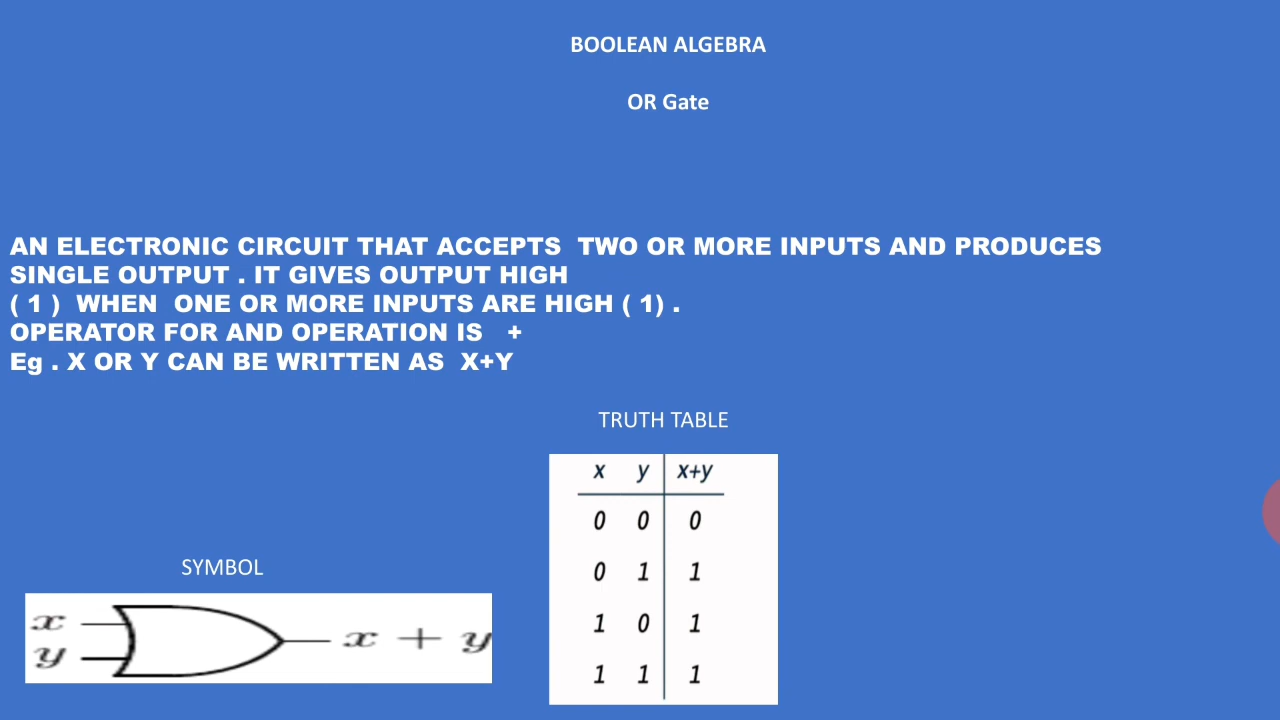 BOOLEAN ALGEBRA
OR Gate
AN ELECTRONIC CIRCUIT THAT ACCEPTS TWO OR MORE INPUTS AND PRODUCES
SINGLE OUTPUT . IT GIVES OUTPUT HIGH
( 1 ) WHEN ONE OR MORE INPUTS ARE HIGH ( 1) .
OPERATOR FOR AND OPERATION IS +
Eg . X OR Y CAN BE WRITTEN AS X+Y
TRUTH TABLE
x y x+y
0 0 0
0 1 1
1 0 1
1 1 1
SYMBOL
x
y
x + y